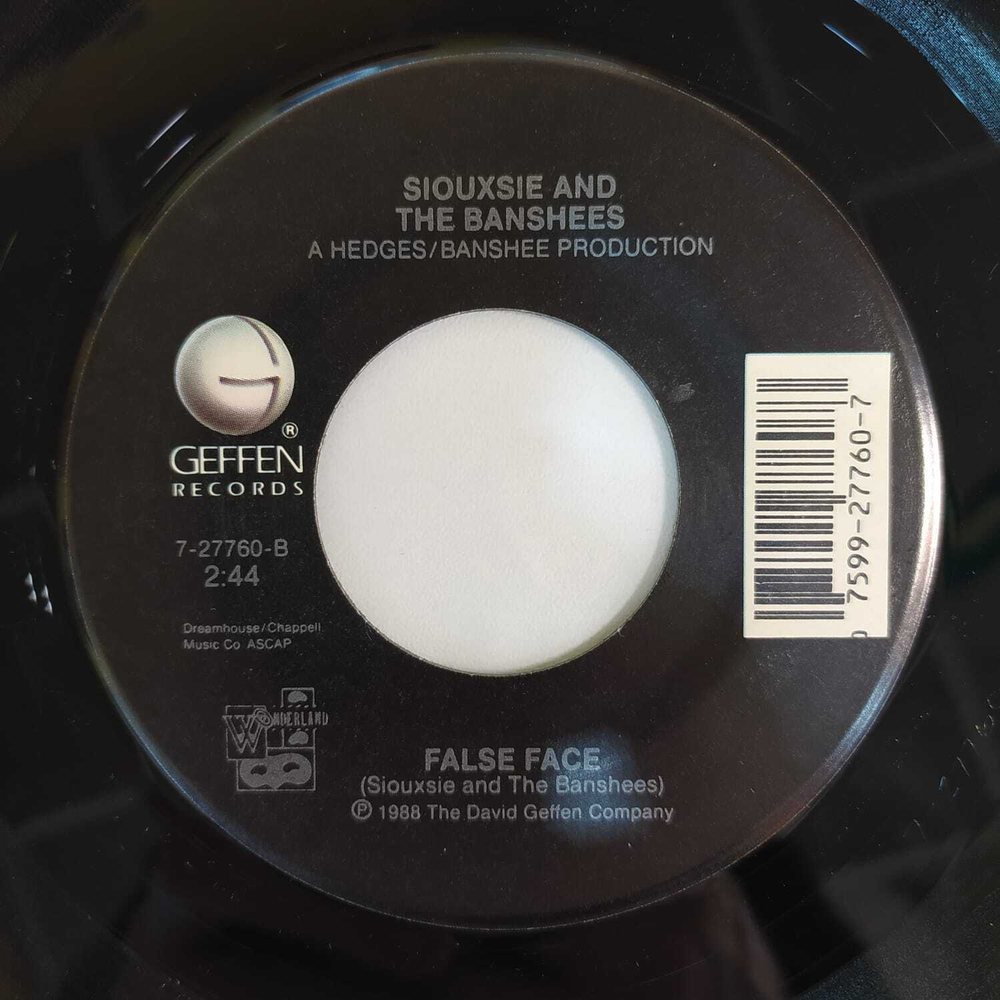 SIOUXSIE AND
THE BANSHEES
A HEDGES/BANSHEE PRODUCTION
®
GEFFEN
RECORDS
7-27760-B
2:44
Dreamhouse/Chappell
Music Co ASCAP
WONDERLAND
0 7599-27760-7
FALSE FACE
(Siouxsie and The Banshees)
℗ 1988 The David Geffen Company